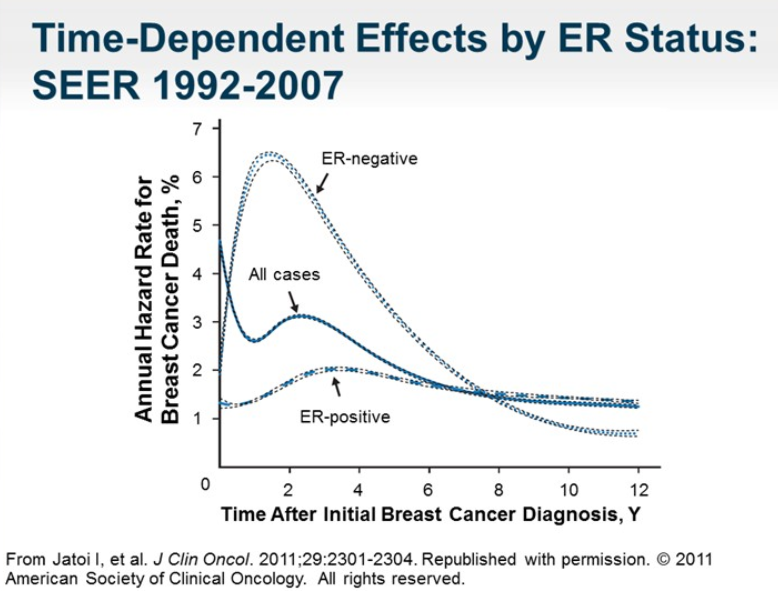 Time-Dependent Effects by ER Status:
SEER 1992-2007
Annual Hazard Rate for
Breast Cancer Death, %
7
6
5
4
3
2
1
0
ER-negative
All cases
ER-positive
2 4 6 8 10 12
Time After Initial Breast Cancer Diagnosis, Y
From Jatoi I, et al. J Clin Oncol. 2011;29:2301-2304. Republished with permission. © 2011
American Society of Clinical Oncology. All rights reserved.